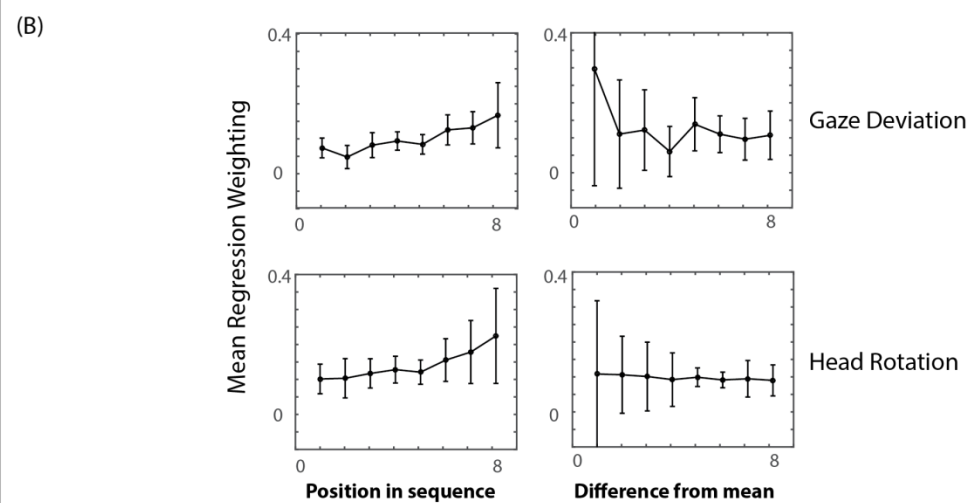 (B)
Mean Regression Weighting
0.4
0
0
8
0.4
0
0
8
Gaze Deviation
0.4
0
0
8
Position in sequence
0.4
0
0
8
Difference from mean
Head Rotation